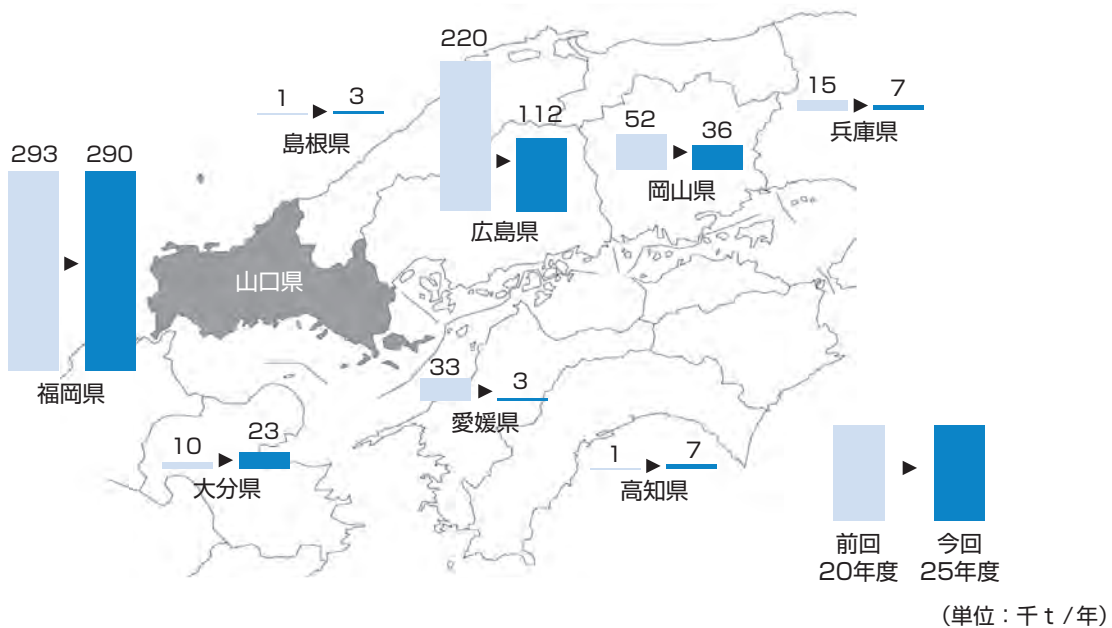 220
1 ▶ 3
島根県
15 ▶ 7
兵庫県
112
52 ▶ 36
岡山県
広島県
293 ▶ 290
福岡県
山口県
33 ▶ 3
愛媛県
10 ▶ 23
大分県
1 ▶ 7
高知県
▶
前回 今回
20年度 25年度
(単位：千ｔ/年)